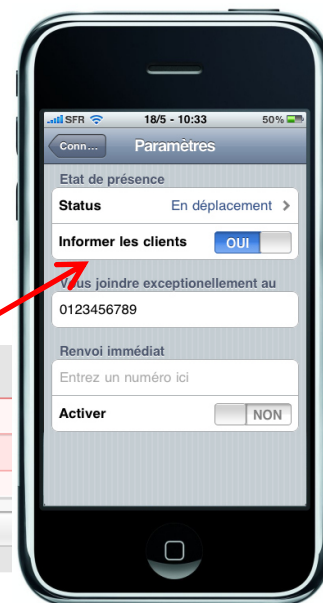 SFR 18/5 - 10:33 50%
Conn... Paramètres
Etat de présence
Status En déplacement
Informer les clients OUI
Vous joindre exceptionellement au
0123456789
Renvoi immédiat
Entrez un numéro ici
Activer NON